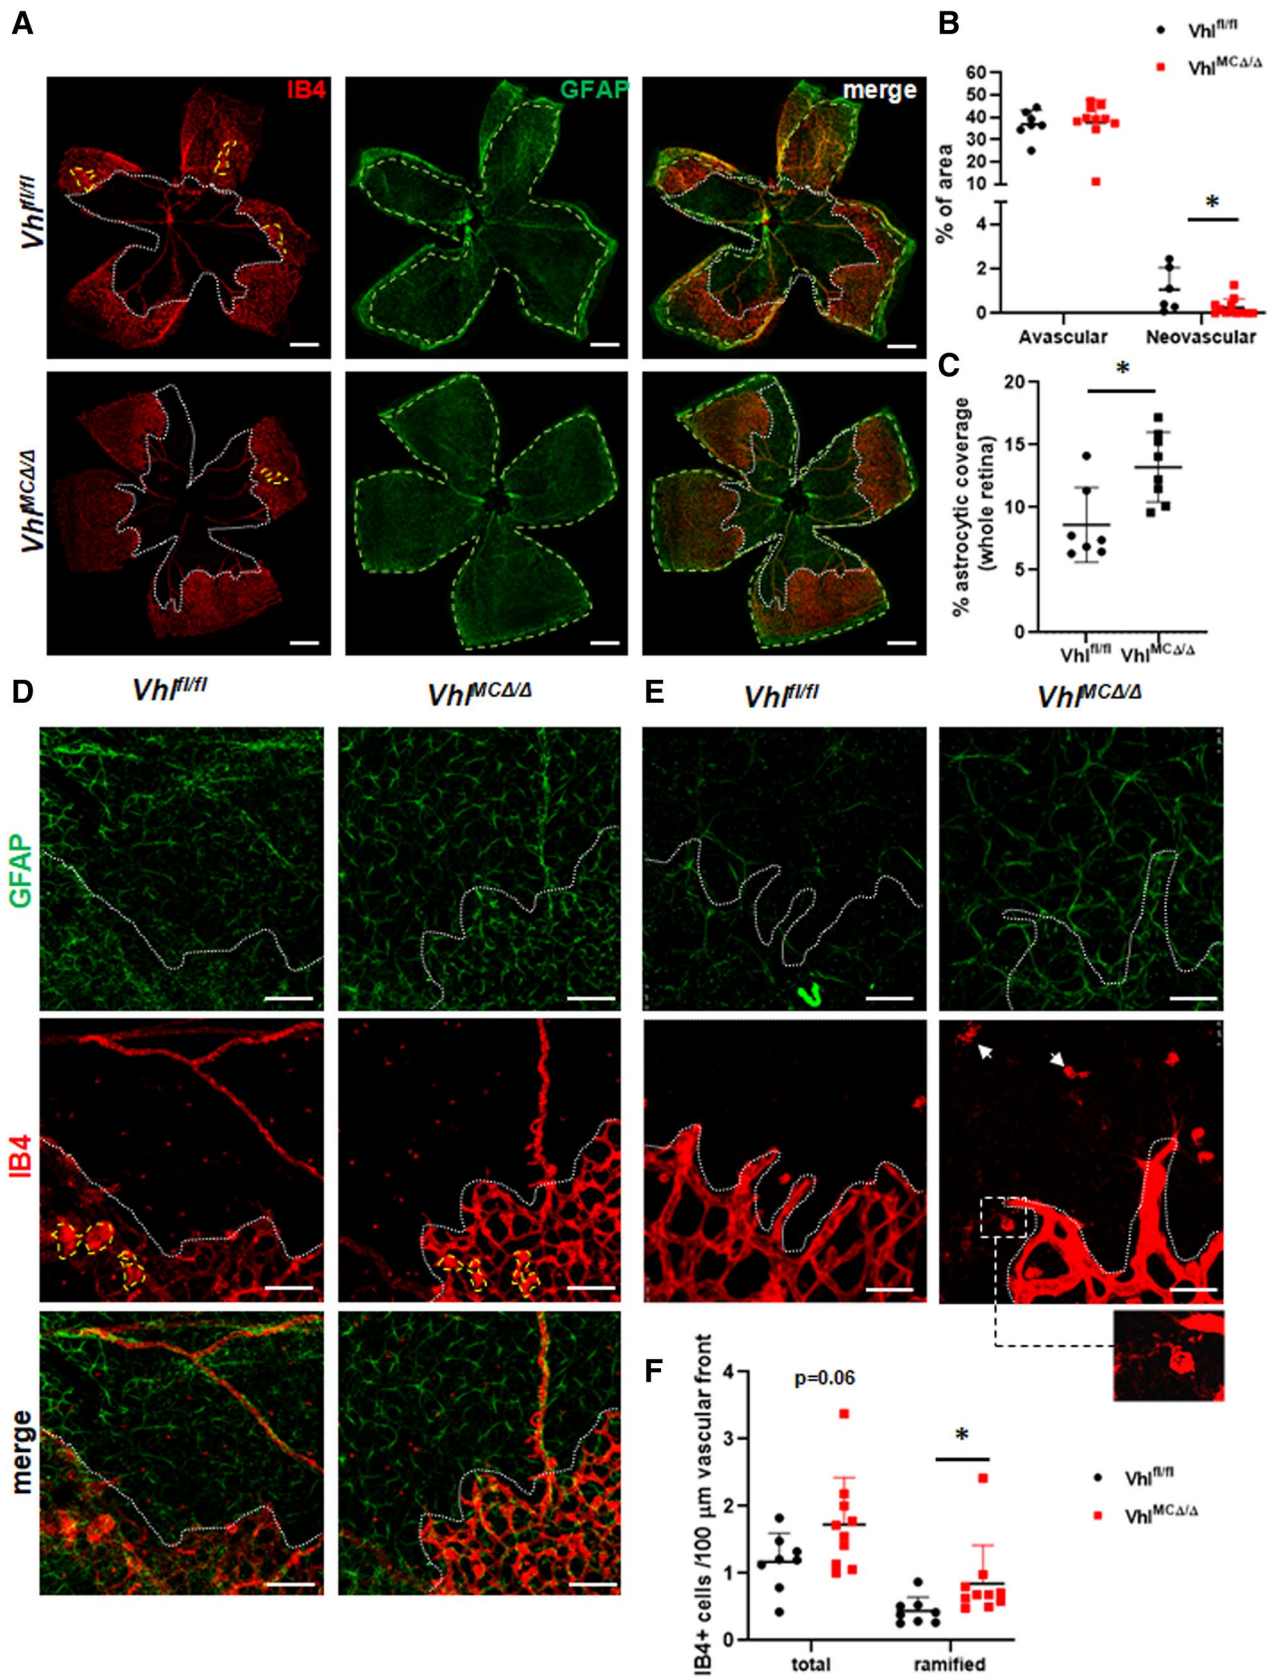 A
IB4
GFAP
merge
Vhlfl/fl
VhlMCΔ/Δ
B
Vhlfl/fl
VhlMCΔ/Δ
% of area
60
50
40
30
20
10
4
2
0
*
Avascular
Neovascular
C
% astrocytic coverage
(whole retina)
20
15
10
5
0
*
Vhlfl/fl
VhlMCΔ/Δ
D
Vhlfl/fl
VhlMCΔ/Δ
GFAP
IB4
merge
E
Vhlfl/fl
VhlMCΔ/Δ
F
IB4+ cells /100 µm vascular front
4
3
2
1
0
p=0.06
*
total
ramified
Vhlfl/fl
VhlMCΔ/Δ